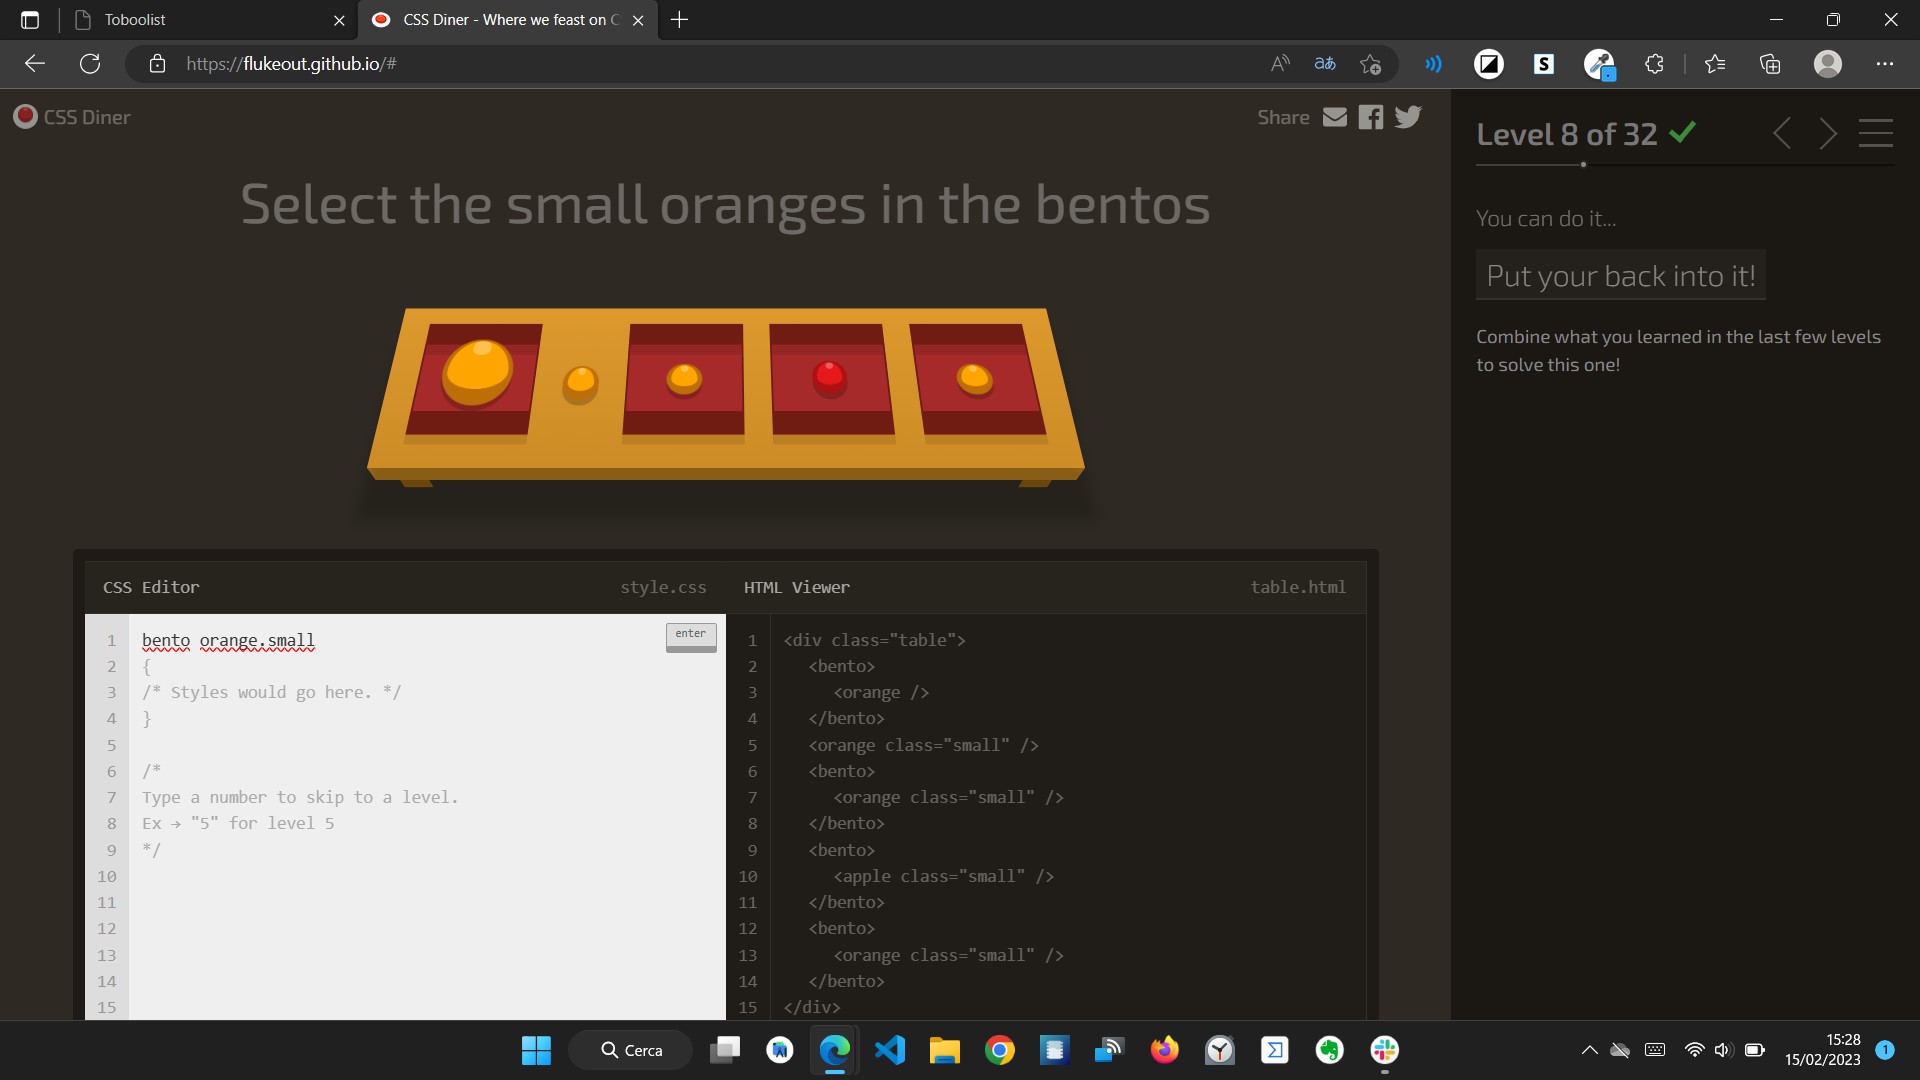 Toboolist
CSS Diner - Where we feast on C
https://flukeout.github.io/#
CSS Diner
Share
Select the small oranges in the bentos
CSS Editor
style.css
enter
1 bento orange.small
2 {
3 /* Styles would go here. */
4 }
5
6 /*
7 Type a number to skip to a level.
8 Ex → "5" for level 5
9 */
10
11
12
13
14
15
HTML Viewer
table.html
1 <div class="table">
2 <bento>
3 <orange />
4 </bento>
5 <orange class="small" />
6 <bento>
7 <orange class="small" />
8 </bento>
9 <bento>
10 <apple class="small" />
11 </bento>
12 <bento>
13 <orange class="small" />
14 </bento>
15 </div>
Level 8 of 32
You can do it...
Put your back into it!
Combine what you learned in the last few levels
to solve this one!
Cerca
15:28
15/02/2023
1